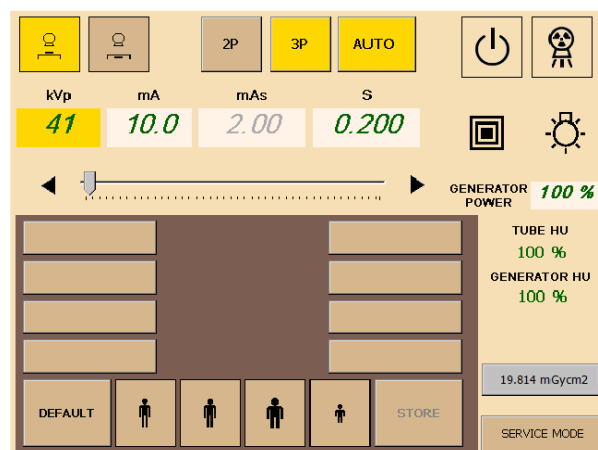 2P 3P AUTO
kVp mA mAs S
41 10.0 2.00 0.200
GENERATOR POWER 100 %
TUBE HU
100 %
GENERATOR HU
100 %
19.814 mGycm2
DEFAULT STORE
SERVICE MODE